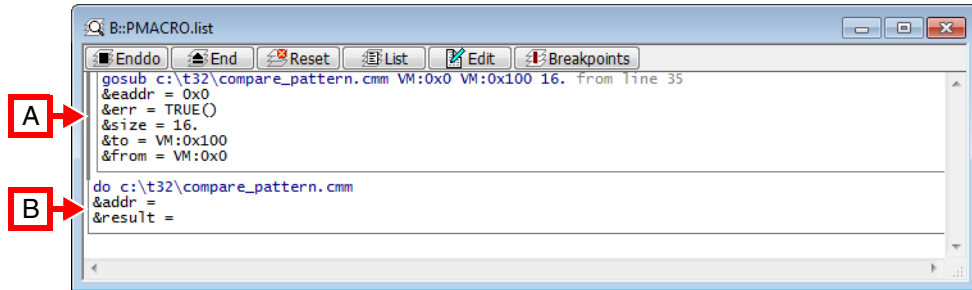 B::PMACRO.list
Enddo End Reset List Edit Breakpoints
gosub c:\t32\compare_pattern.cmm VM:0x0 VM:0x100 16. from line 35
&eaddr = 0x0
&err = TRUE()
&size = 16.
&to = VM:0x100
&from = VM:0x0
A
do c:\t32\compare_pattern.cmm
&addr =
&result =
B